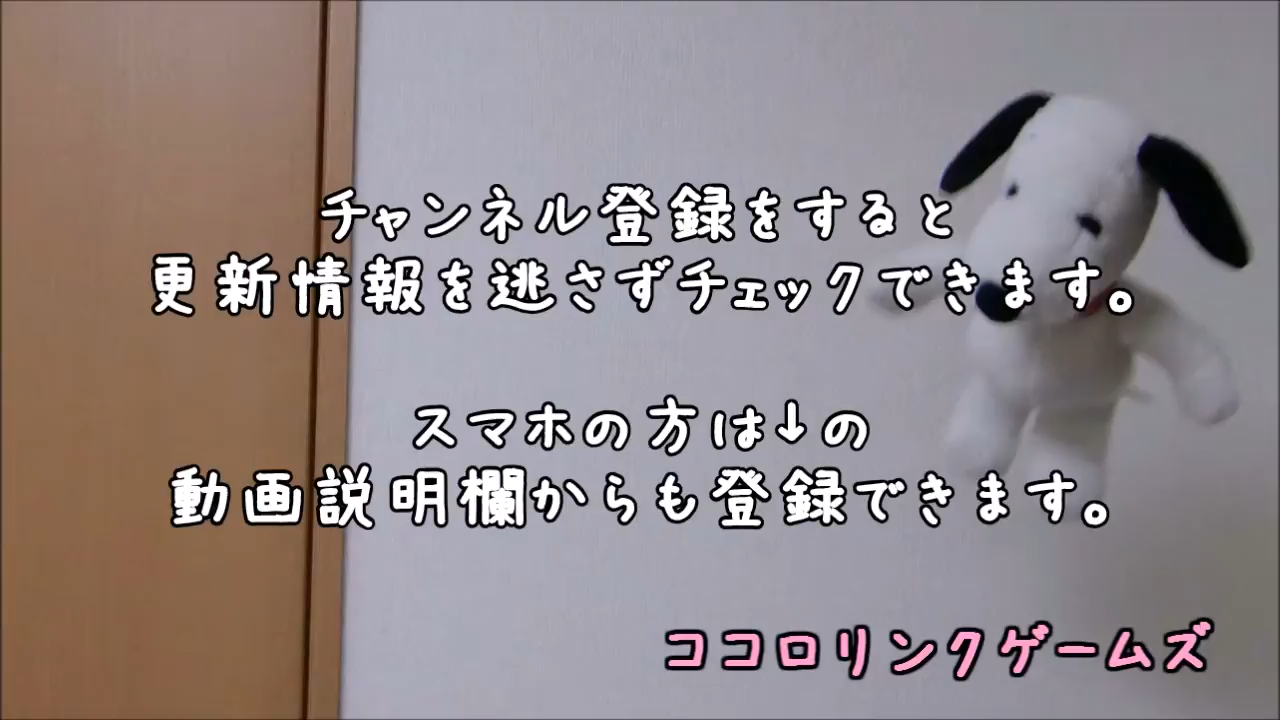 チャンネル登録をすると
更新情報を逃さずチェックできます。
スマホの方は↓の
動画説明欄からも登録できます。
ココロリンクゲームズ